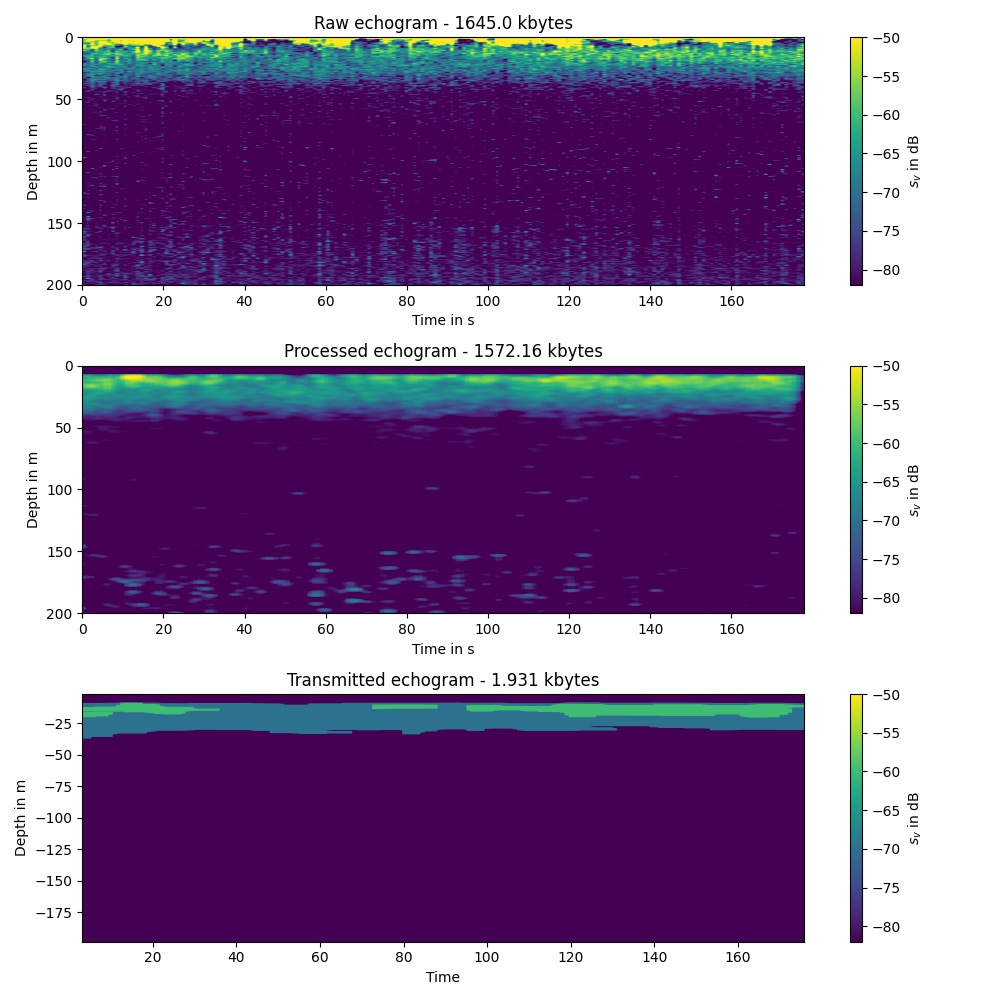 Raw echogram - 1645.0 kbytes
0
50
100
150
200
Depth in m
0 20 40 60 80 100 120 140 160
Time in s
−50
−55
−60
−65
−70
−75
−80
sv in dB
Processed echogram - 1572.16 kbytes
0
50
100
150
200
Depth in m
0 20 40 60 80 100 120 140 160
Time in s
−50
−55
−60
−65
−70
−75
−80
sv in dB
Transmitted echogram - 1.931 kbytes
−25
−50
−75
−100
−125
−150
−175
Depth in m
20 40 60 80 100 120 140 160
Time
−50
−55
−60
−65
−70
−75
−80
sv in dB